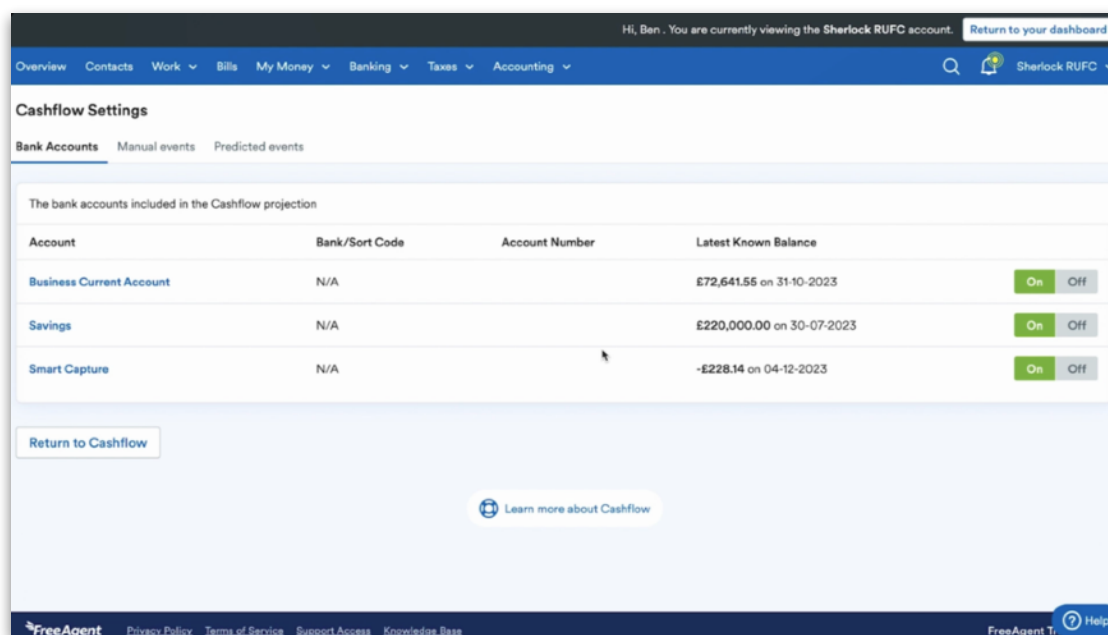 Hi, Ben . You are currently viewing the Sherlock RUFC account. Return to your dashboard
Overview Contacts Work Bills My Money Banking Taxes Accounting Sherlock RUFC
Cashflow Settings
Bank Accounts Manual events Predicted events
The bank accounts included in the Cashflow projection
Account Bank/Sort Code Account Number Latest Known Balance
Business Current Account N/A £72,641.55 on 31-10-2023 On Off
Savings N/A £220,000.00 on 30-07-2023 On Off
Smart Capture N/A -£228.14 on 04-12-2023 On Off
Return to Cashflow
Learn more about Cashflow
FreeAgent Privacy Policy Terms of Service Support Access Knowledge Base FreeAgent Help